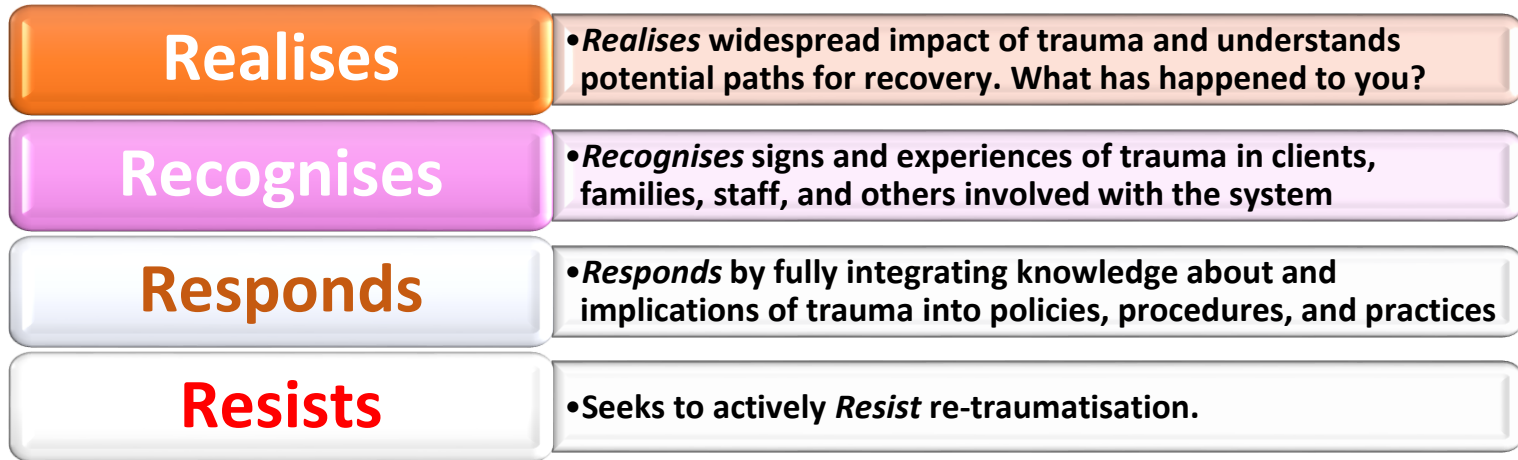 Realises
•Realises widespread impact of trauma and understands
potential paths for recovery. What has happened to you?
Recognises
•Recognises signs and experiences of trauma in clients,
families, staff, and others involved with the system
Responds
•Responds by fully integrating knowledge about and
implications of trauma into policies, procedures, and practices
Resists
•Seeks to actively Resist re-traumatisation.